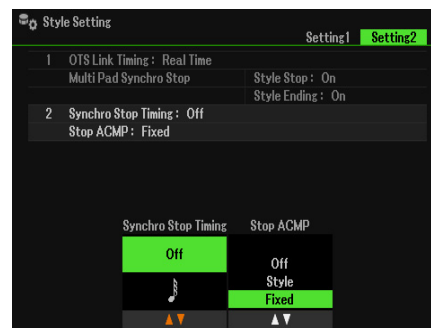 Style Setting
Setting1 Setting2
1 OTS Link Timing : Real Time
Multi Pad Synchro Stop Style Stop : On
Style Ending : On
2 Synchro Stop Timing : Off
Stop ACMP : Fixed
Synchro Stop Timing Stop ACMP
Off
Off
Style
Fixed